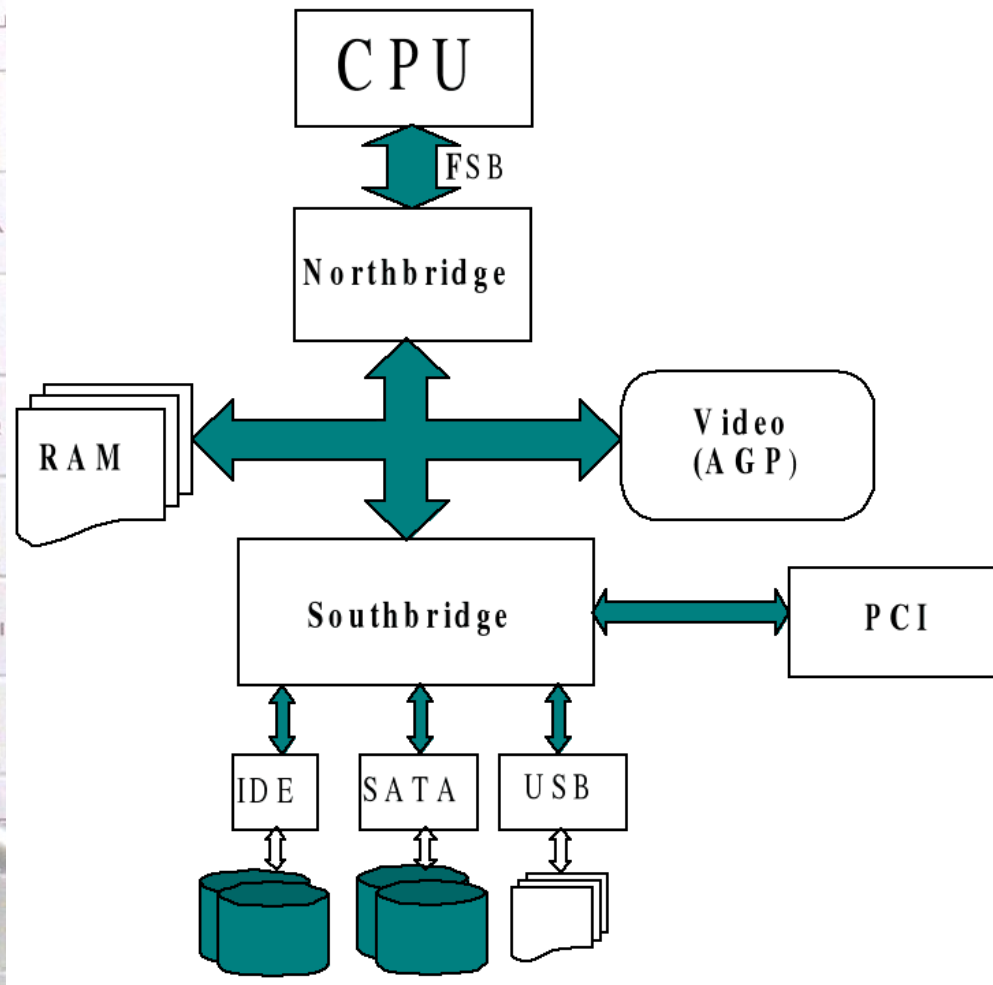 CPU
FSB
Northbridge
RAM
Video
(AGP)
Southbridge
PCI
IDE
SATA
USB